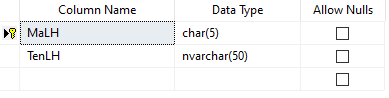 Column Name Data Type Allow Nulls
MaLH char(5)
TenLH nvarchar(50)